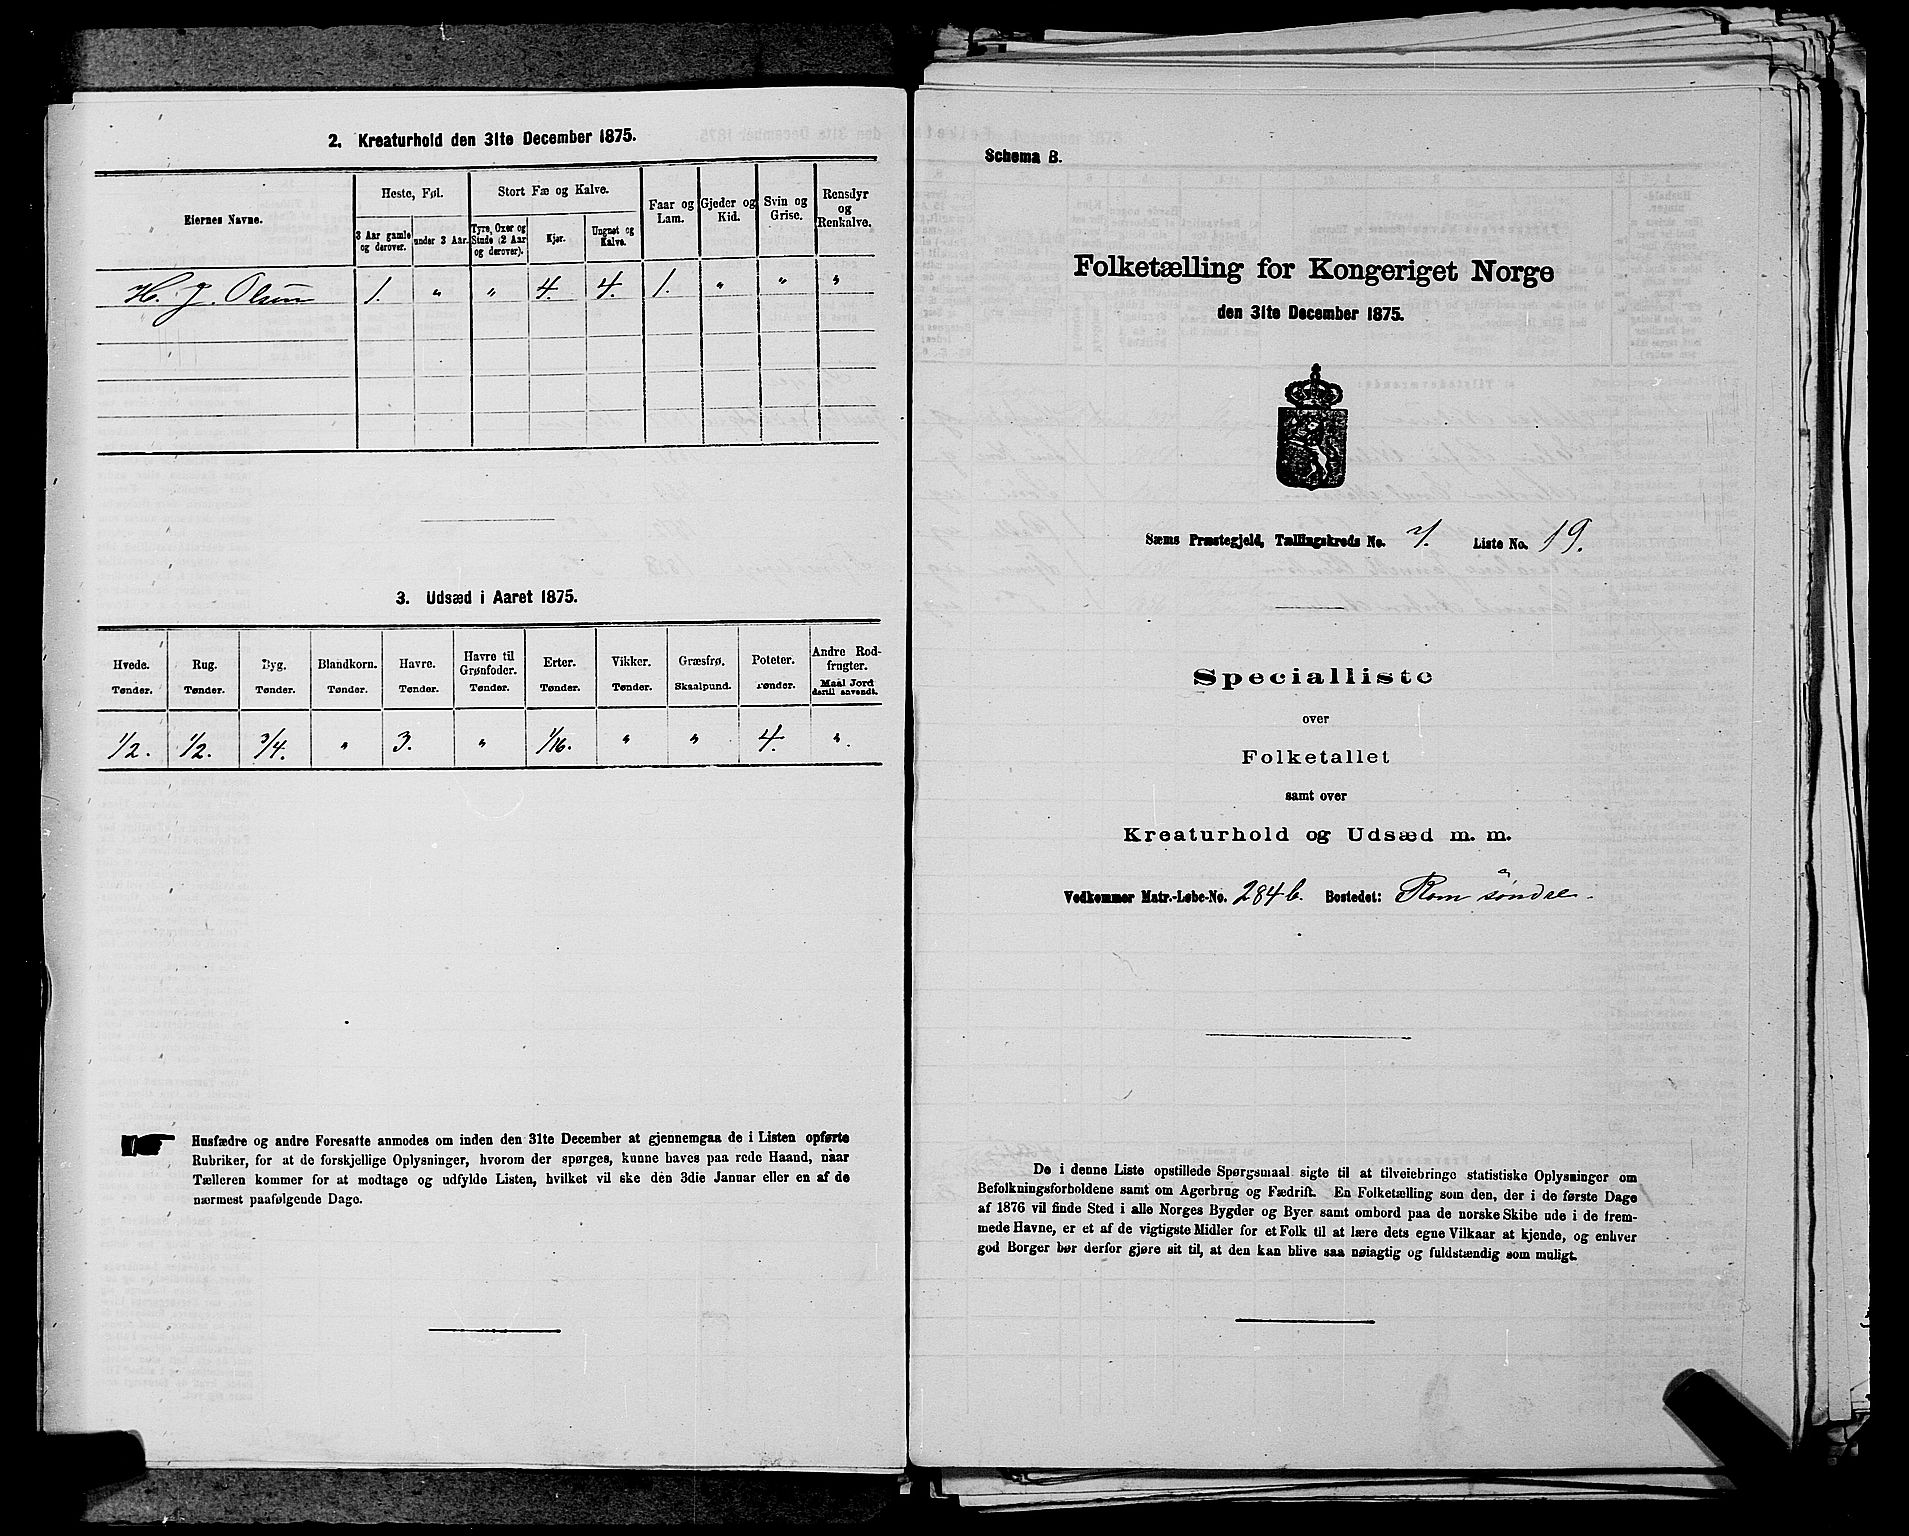 2. Kreaturhold den 31te December 1875.
Eiernes Navne.
Heste, Føl.
Stort Fæ og Kalve.
Faar og Lam.
Gjeder og Kid.
Svin og Grise.
Rensdyr og Renkalve.
3 Aar gamle og derover.
under 3 Aar.
Tyre, Oxer og Stude (2 Aar og derover).
Kjør.
Ungnøt og Kalve.
H. J. Olsen 1. " " 4. 4. 1. " " "
3. Udsæd i Aaret 1875.
Hvede. Rug. Byg. Blandkorn. Havre. Havre til Grønfoder. Erter. Vikker. Græsfrø. Poteter. Andre Rodfrugter.
Tønder. Tønder. Tønder. Tønder. Tønder. Tønder. Tønder. Tønder. Skaalpund. Tønder. Maal Jord dertil anvendt.
1/2. 1/2. 3/4. " 3. " 1/16. " " 4. ".
Husfædre og andre Foresatte anmodes om inden den 31te December at gjennemgaa de i Listen opførte
Rubriker, for at de forskjellige Oplysninger, hvorom der spørges, kunne haves paa rede Haand, naar
Tælleren kommer for at modtage og udfylde Listen, hvilket vil ske den 3die Januar eller en af de
nærmest paafølgende Dage.
Schema B.
Folketælling for Kongeriget Norge
den 31te December 1875.
Sæms Præstegjeld, Tællingskreds No. Liste No. 19.
Specialliste
over
Folketallet
samt over
Kreaturhold og Udsæd m. m.
Vedkommer Matr.-Løbe-No. 284b. Bostedet: Rom søndre.
De i denne Liste opstillede Spørgsmaal sigte til at tilveiebringe statistiske Oplysninger om
Befolkningsforholdene samt om Agerbrug og Fædrift. En Folketælling som den, der i de første Dage
af 1876 vil finde Sted i alle Norges Bygder og Byer samt ombord paa de norske Skibe ude i de frem-
mede Havne, er et af de vigtigste Midler for et Folk til at lære dets egne Vilkaar at kjende, og enhver
god Borger bør derfor gjøre sit til, at den kan blive saa nøiagtig og fuldstændig som muligt.